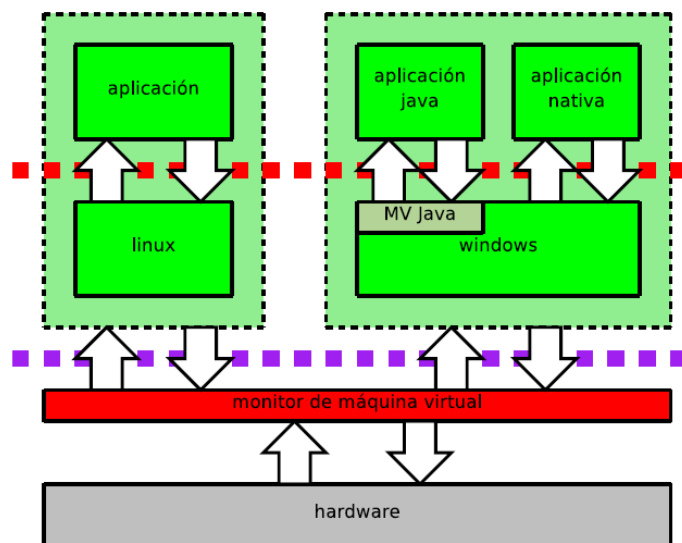 aplicación
aplicación
java
aplicación
nativa
MV Java
linux
windows
monitor de máquina virtual
hardware